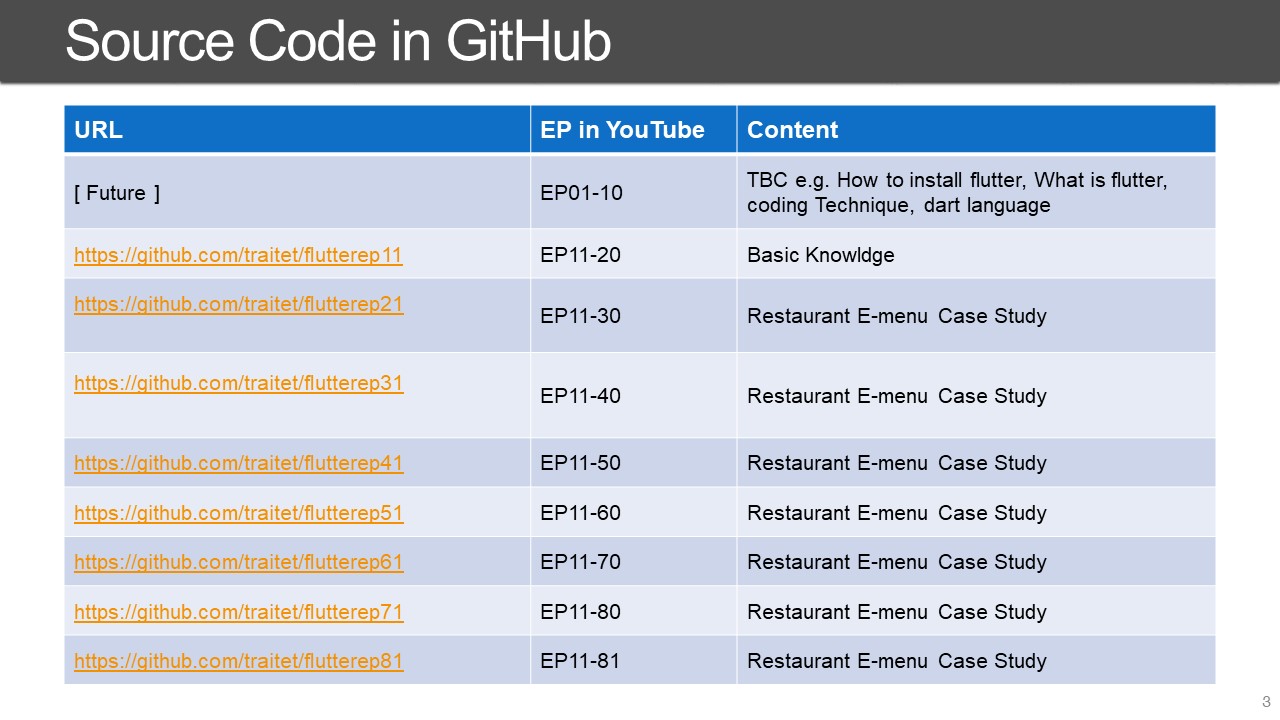 Source Code in GitHub
URL EP in YouTube Content
[ Future ] EP01-10 TBC e.g. How to install flutter, What is flutter,
coding Technique, dart language
https://github.com/traitet/flutterep11 EP11-20 Basic Knowldge
https://github.com/traitet/flutterep21 EP11-30 Restaurant E-menu Case Study
https://github.com/traitet/flutterep31 EP11-40 Restaurant E-menu Case Study
https://github.com/traitet/flutterep41 EP11-50 Restaurant E-menu Case Study
https://github.com/traitet/flutterep51 EP11-60 Restaurant E-menu Case Study
https://github.com/traitet/flutterep61 EP11-70 Restaurant E-menu Case Study
https://github.com/traitet/flutterep71 EP11-80 Restaurant E-menu Case Study
https://github.com/traitet/flutterep81 EP11-81 Restaurant E-menu Case Study
3